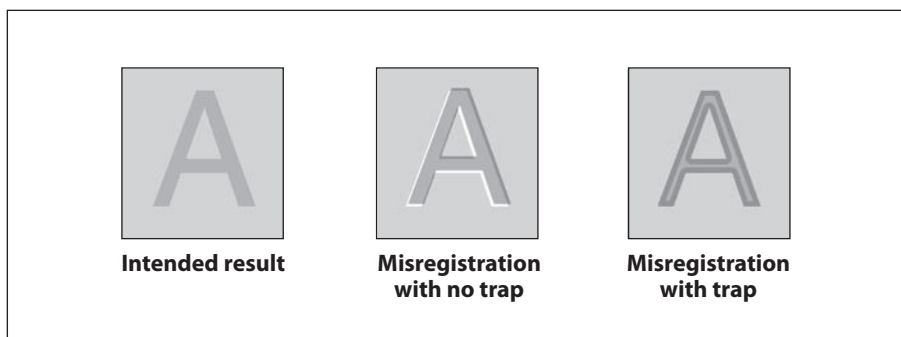 A A A
Intended result Misregistration with no trap Misregistration with trap